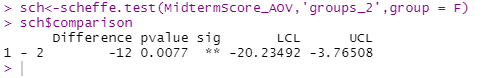 > sch<-scheffe.test(MidtermScore_AOV,'groups_2',group = F)
> sch$comparison
      Difference pvalue sig       LCL      UCL
1 - 2        -12 0.0077  ** -20.23492 -3.76508
>